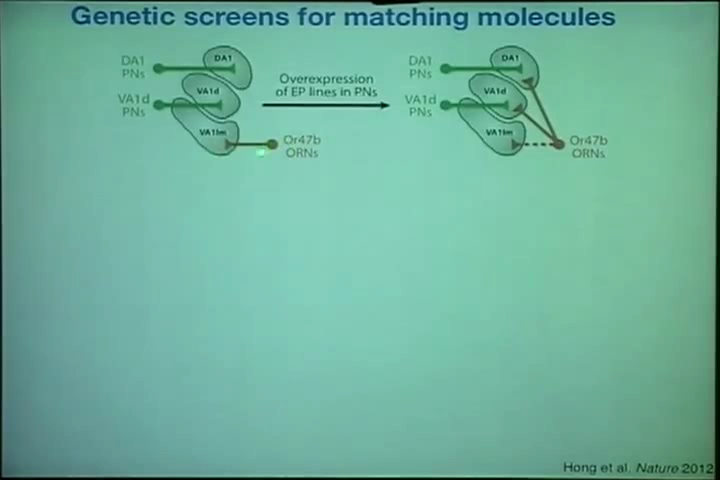 Genetic screens for matching molecules
DA1
PNs
DA1
VA1d
PNs
VA1d
VA1lm
Or47b
ORNs
Overexpression
of EP lines in PNs
DA1
PNs
DA1
VA1d
PNs
VA1d
VA1lm
Or47b
ORNs
Hong et al. Nature 2012